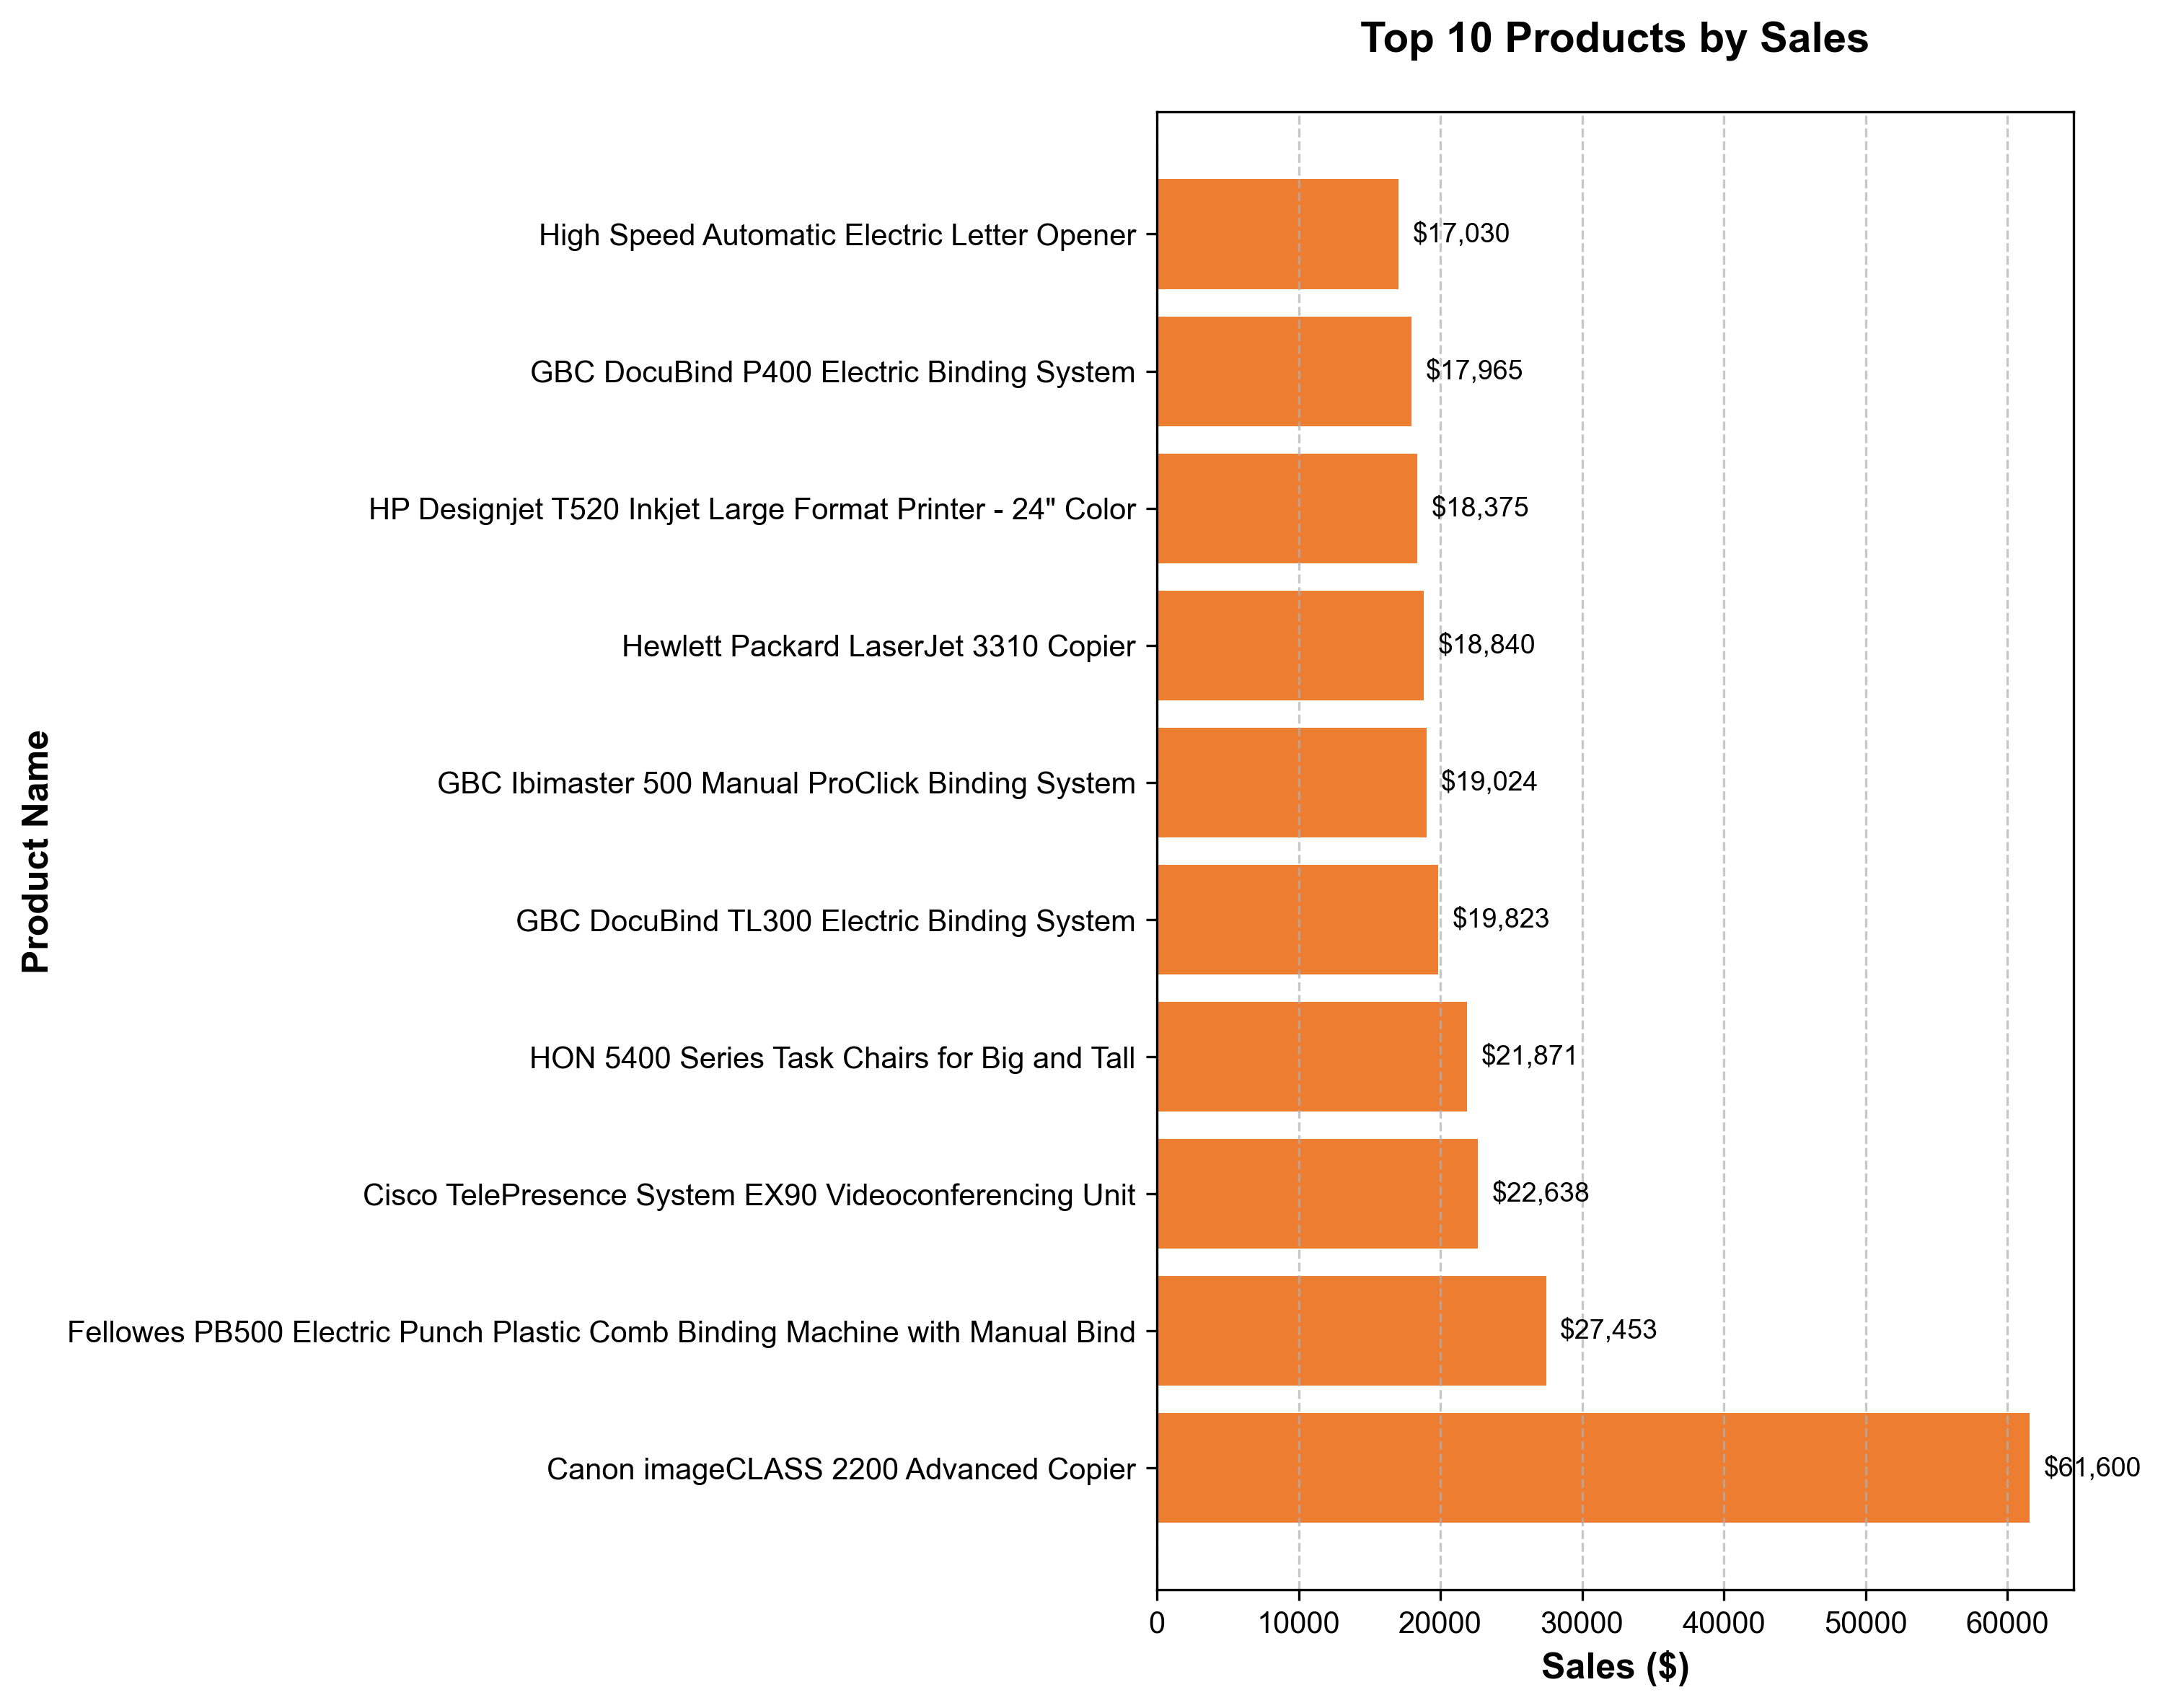 Top 10 Products by Sales
Product Name
High Speed Automatic Electric Letter Opener
$17,030
GBC DocuBind P400 Electric Binding System
$17,965
HP Designjet T520 Inkjet Large Format Printer - 24" Color
$18,375
Hewlett Packard LaserJet 3310 Copier
$18,840
GBC Ibimaster 500 Manual ProClick Binding System
$19,024
GBC DocuBind TL300 Electric Binding System
$19,823
HON 5400 Series Task Chairs for Big and Tall
$21,871
Cisco TelePresence System EX90 Videoconferencing Unit
$22,638
Fellowes PB500 Electric Punch Plastic Comb Binding Machine with Manual Bind
$27,453
Canon imageCLASS 2200 Advanced Copier
$61,600
0 10000 20000 30000 40000 50000 60000
Sales ($)